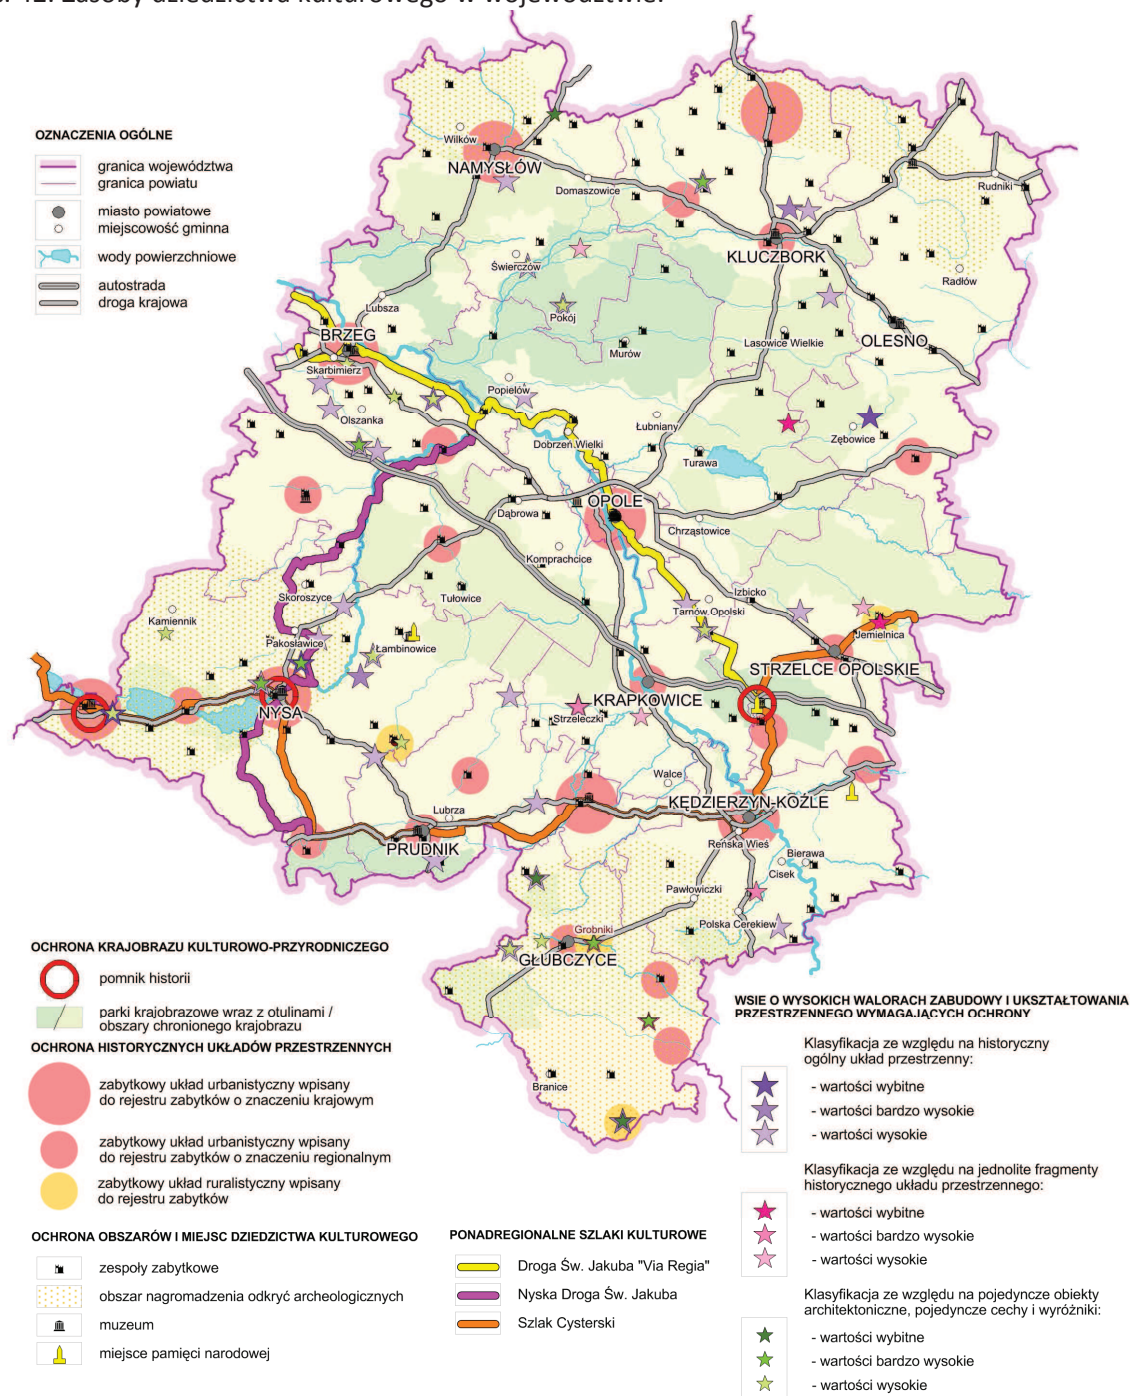 42. Zasoby dziedzictwa kulturowego w województwie.
OZNACZENIA OGÓLNE
granica województwa
granica powiatu
miasto powiatowe
miejscowość gminna
wody powierzchniowe
autostrada
droga krajowa
Wilków
NAMYSŁÓW
Domaszowice
Rudniki
KLUCZBORK
Świerczów
Radłów
Lubsza
Pokój
BRZEG
Murów
Lasowice Wielkie
OLESNO
Skarbimierz
Popielów
Olszanka
Łubniany
Zębowice
Dobrzeń Wielki
Turawa
OPOLE
Dąbrowa
Chrząstowice
Komprachcice
Izbicko
Skoroszyce
Tułowice
Tarnów Opolski
Kamiennik
Jemielnica
Pakosławice
Łambinowice
STRZELCE OPOLSKIE
KRAPKOWICE
NYSA
Strzeleczki
Walce
KĘDZIERZYN-KOŹLE
Lubrza
PRUDNIK
Reńska Wieś
Bierawa
Cisek
Pawłowiczki
Polska Cerekiew
Grobniki
GŁUBCZYCE
Branice
OCHRONA KRAJOBRAZU KULTUROWO-PRZYRODNICZEGO
pomnik historii
parki krajobrazowe wraz z otulinami /
obszary chronionego krajobrazu
OCHRONA HISTORYCZNYCH UKŁADÓW PRZESTRZENNYCH
zabytkowy układ urbanistyczny wpisany
do rejestru zabytków o znaczeniu krajowym
zabytkowy układ urbanistyczny wpisany
do rejestru zabytków o znaczeniu regionalnym
zabytkowy układ ruralistyczny wpisany
do rejestru zabytków
OCHRONA OBSZARÓW I MIEJSC DZIEDZICTWA KULTUROWEGO
zespoły zabytkowe
obszar nagromadzenia odkryć archeologicznych
muzeum
miejsce pamięci narodowej
PONADREGIONALNE SZLAKI KULTUROWE
Droga Św. Jakuba "Via Regia"
Nyska Droga Św. Jakuba
Szlak Cysterski
WSIE O WYSOKICH WALORACH ZABUDOWY I UKSZTAŁTOWANIA
PRZESTRZENNEGO WYMAGAJĄCYCH OCHRONY
Klasyfikacja ze względu na historyczny
ogólny układ przestrzenny:
- wartości wybitne
- wartości bardzo wysokie
- wartości wysokie
Klasyfikacja ze względu na jednolite fragmenty
historycznego układu przestrzennego:
- wartości wybitne
- wartości bardzo wysokie
- wartości wysokie
Klasyfikacja ze względu na pojedyncze obiekty
architektoniczne, pojedyncze cechy i wyróżniki:
- wartości wybitne
- wartości bardzo wysokie
- wartości wysokie